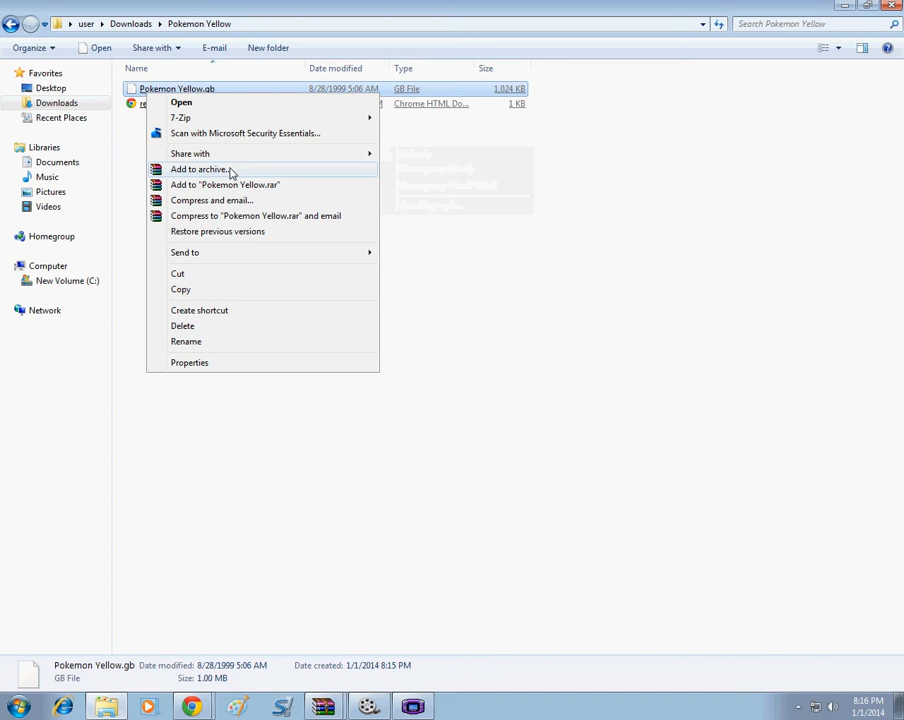 user ▸ Downloads ▸ Pokemon Yellow
Search Pokemon Yellow
Organize Open Share with E-mail New folder
Name Date modified Type Size
Favorites
Desktop
Downloads
Recent Places
Libraries
Documents
Music
Pictures
Videos
Homegroup
Computer
New Volume (C:)
Network
Pokemon Yellow.gb 8/28/1999 5:06 AM GB File 1,024 KB
re M Chrome HTML Do... 1 KB
Open
7-Zip
Scan with Microsoft Security Essentials...
Share with
Add to archive...
Add to "Pokemon Yellow.rar"
Compress and email...
Compress to "Pokemon Yellow.rar" and email
Restore previous versions
Send to
Cut
Copy
Create shortcut
Delete
Rename
Properties
Pokemon Yellow.gb Date modified: 8/28/1999 5:06 AM Date created: 1/1/2014 8:15 PM
GB File Size: 1.00 MB
8:16 PM
1/1/2014